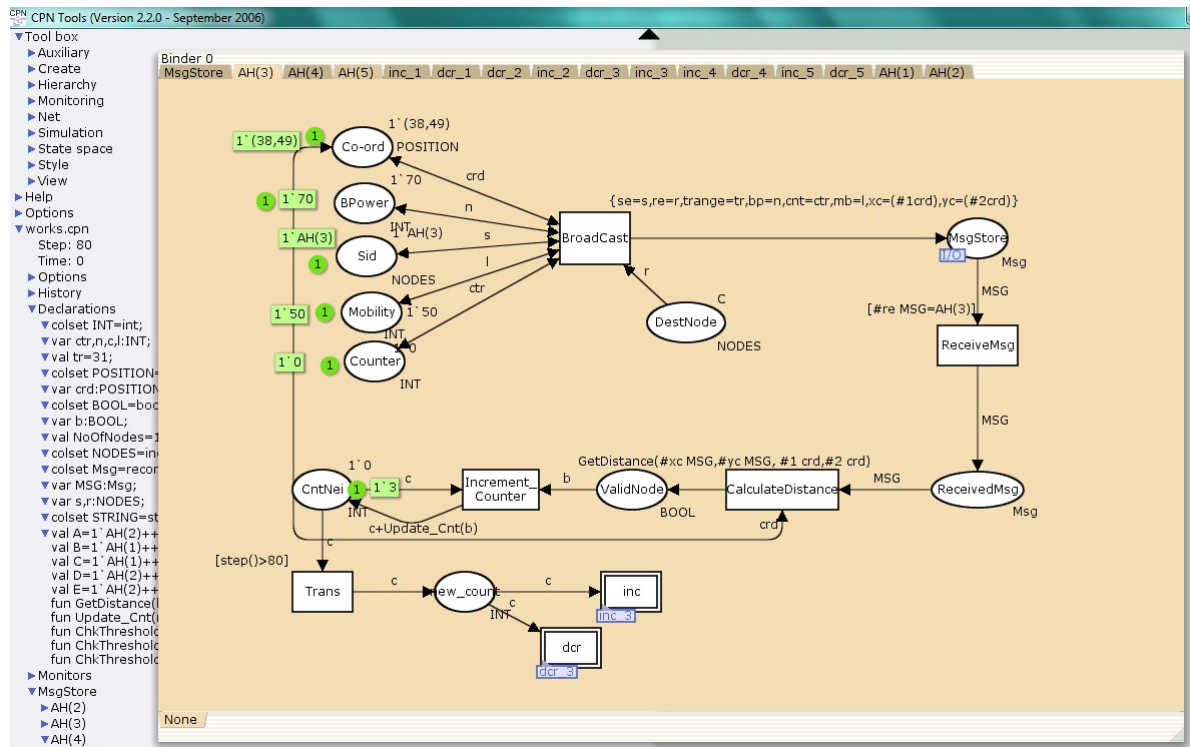 CPN Tools (Version 2.2.0 - September 2006)
Tool box
Auxiliary
Create
Hierarchy
Monitoring
Net
Simulation
State space
Style
View
Help
Options
works.cpn
Step: 80
Time: 0
Options
History
Declarations
colset INT=int;
var ctr,n,c,l:INT;
val tr=31;
colset POSITION=
var crd:POSITION
colset BOOL=boo
var b:BOOL;
val NoOfNodes=1
colset NODES=in
colset Msg=recor
var MSG:Msg;
var s,r:NODES;
colset STRING=st
val A=1`AH(2)++
val B=1`AH(1)++
val C=1`AH(1)++
val D=1`AH(2)++
val E=1`AH(2)++
fun GetDistance(
fun Update_Cnt(
fun ChkThreshold
fun ChkThreshold
fun ChkThreshold
Monitors
MsgStore
AH(2)
AH(3)
AH(4)
Binder 0
MsgStore AH(3) AH(4) AH(5) inc_1 dcr_1 dcr_2 inc_2 dcr_3 inc_3 inc_4 dcr_4 inc_5 dcr_5 AH(1) AH(2)
1`(38,49)
1`(38,49) 1 Co-ord POSITION
crd
1`70
1 1`70 BPower
n
INT
{se=s,re=r,trange=tr,bp=n,cnt=ctr,mb=l,xc=(#1crd),yc=(#2crd)}
1`AH(3)
1`AH(3) 1 Sid
s
NODES
BroadCast
MsgStore
I/O
Msg
l
ctr
r
MSG
1`50 1 Mobility 1`50
INT
C
DestNode
NODES
[#re MSG=AH(3)]
ReceiveMsg
1`0
1`0 1 Counter
INT
MSG
1`0
CntNei 1 1`3
INT
c
Increment_
Counter
c+Update_Cnt(b)
b
ValidNode
BOOL
GetDistance(#xc MSG,#yc MSG, #1 crd,#2 crd)
CalculateDistance
crd
MSG
ReceivedMsg
Msg
c
[step()>80]
Trans
c
new_count
INT
c
inc
inc_3
c
dcr
dcr_3
None